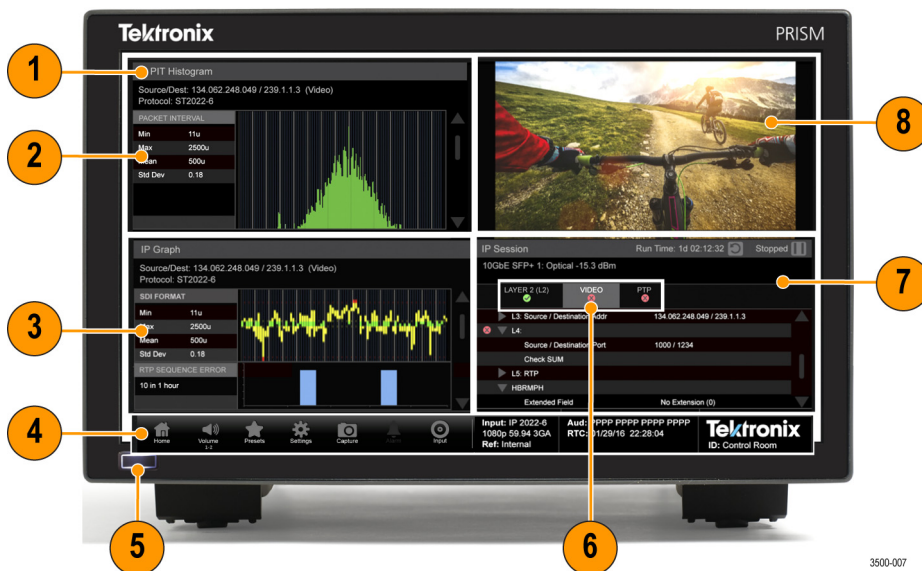 Tektronix
PRISM
1
PIT Histogram
Source/Dest: 134.062.248.049 / 239.1.1.3 (Video)
Protocol: ST2022-6
PACKET INTERVAL
Min 11u
Max 2500u
Mean 500u
Std Dev 0.18
2
8
IP Graph
Source/Dest: 134.062.248.049 / 239.1.1.3 (Video)
Protocol: ST2022-6
SDI FORMAT
Min 11u
Max 2500u
Mean 500u
Std Dev 0.18
RTP SEQUENCE ERROR
10 in 1 hour
3
IP Session Run Time: 1d 02:12:32 Stopped
10GbE SFP+ 1: Optical -15.3 dBm
7
LAYER 2 (L2) VIDEO PTP
L3: Source / Destination Addr 134.062.248.049 / 239.1.1.3
L4:
Source / Destination Port 1000 / 1234
Check SUM
L5: RTP
HBRMPH
Extended Field No Extension (0)
4
Home
Volume
1-2
Presets
Settings
Capture
Input
Input: IP 2022-6
1080p 59.94 3GA
Ref: Internal
Aud: PPPP PPPP PPPP PPPP
RTC: 01/29/16 22:28:04
Tektronix
ID: Control Room
5
6
3500-007